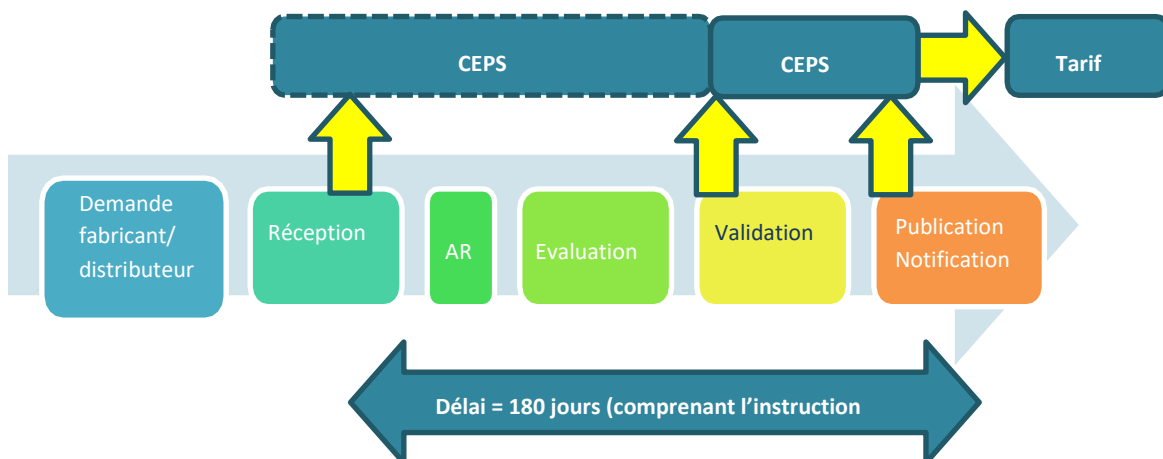 CEPS
CEPS
Tarif
Demande
fabricant/
distributeur
Réception
AR
Evaluation
Validation
Publication
Notification
Délai = 180 jours (comprenant l’instruction